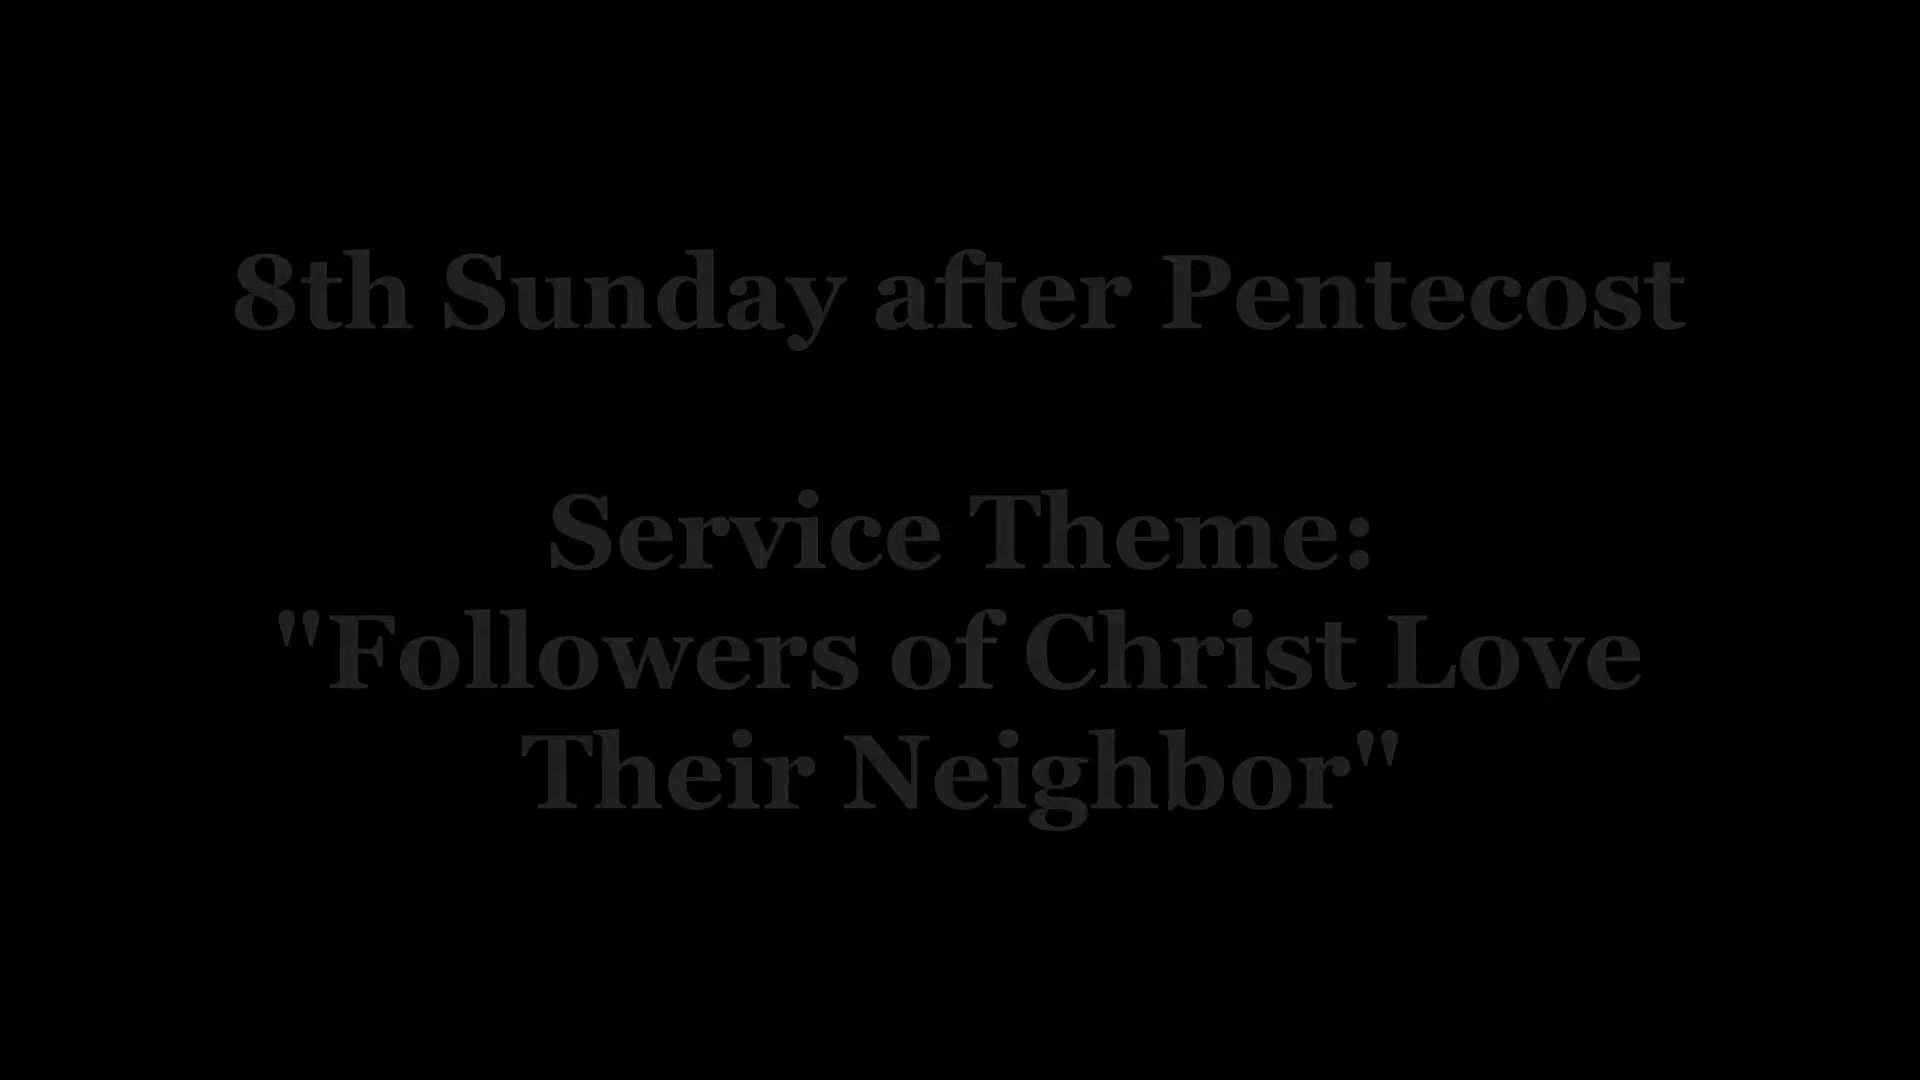 8th Sunday after Pentecost
Service Theme:
"Followers of Christ Love
Their Neighbor"